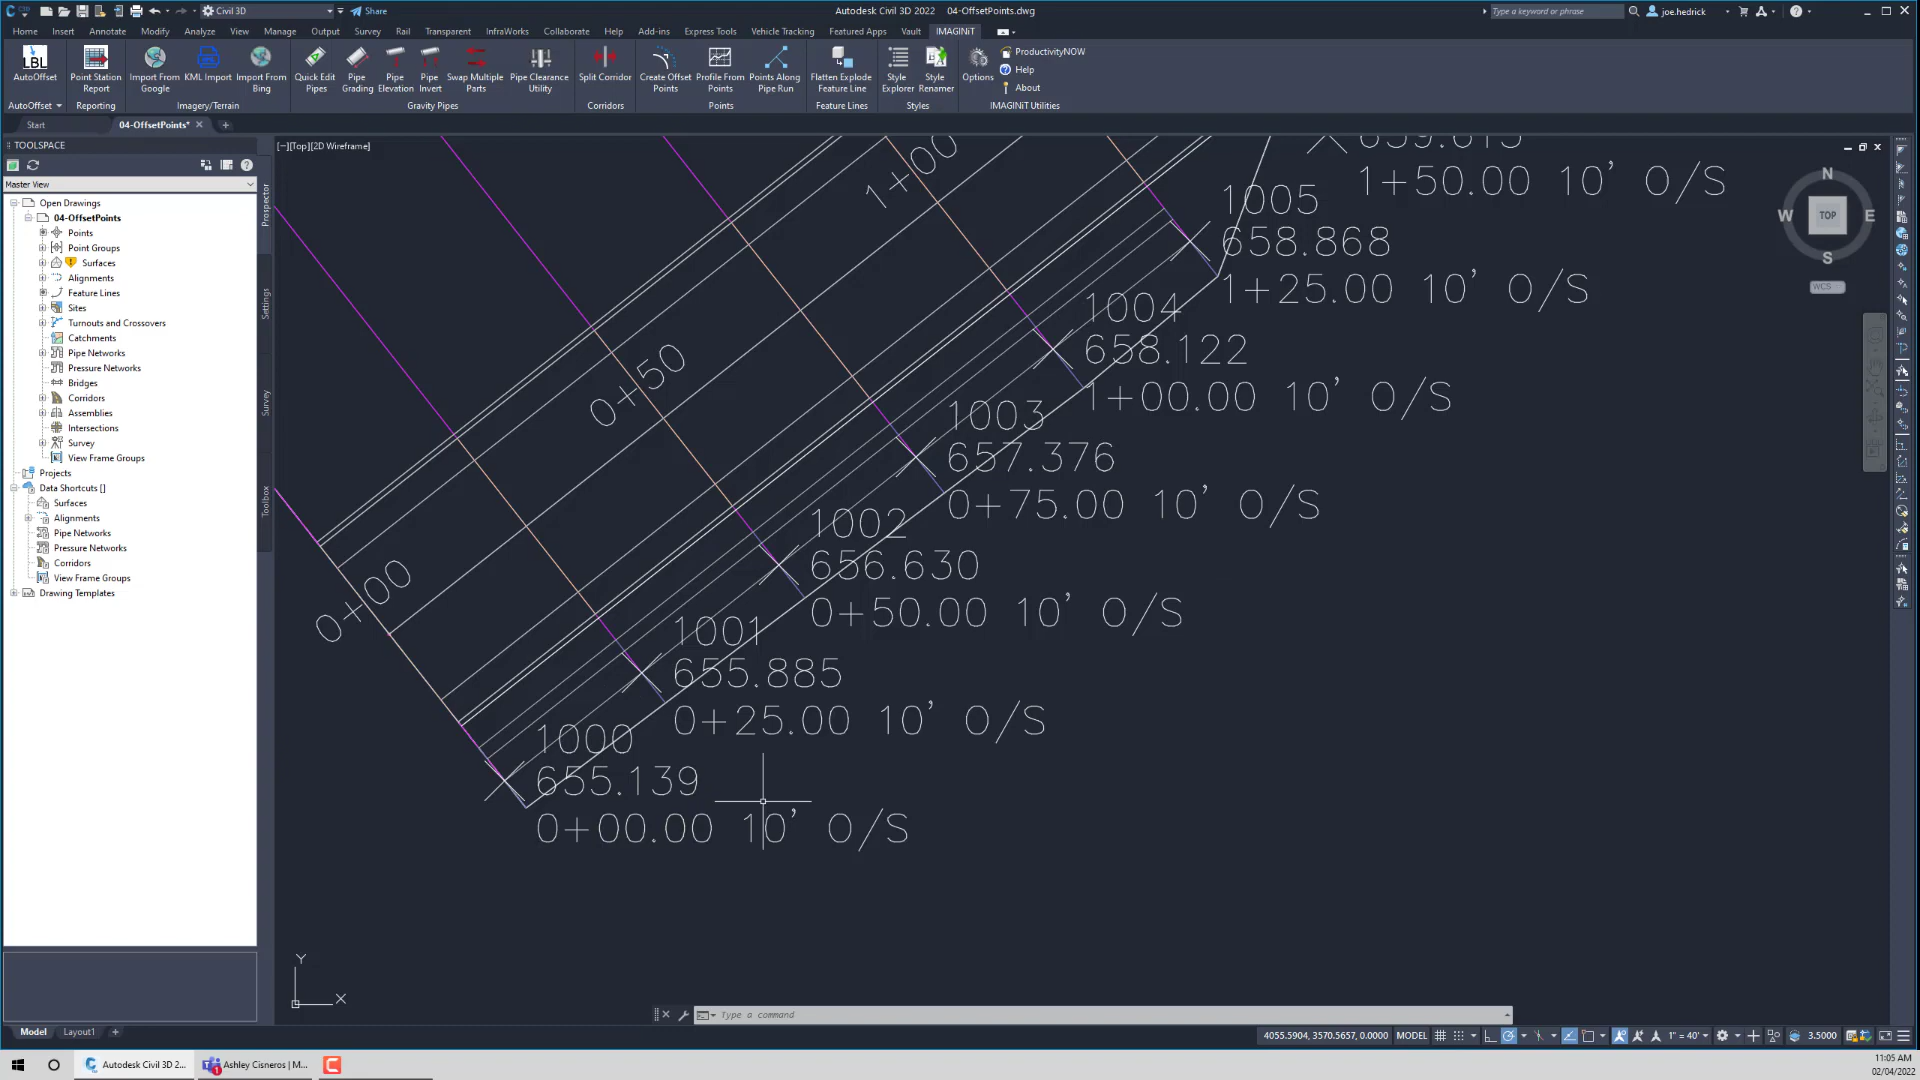 Civil 3D
Share
Autodesk Civil 3D 2022 04-OffsetPoints.dwg
Type a keyword or phrase
joe.hedrick
Home Insert Annotate Modify Analyze View Manage Output Survey Rail Transparent InfraWorks Collaborate Help Add-ins Express Tools Vehicle Tracking Featured Apps Vault IMAGINiT
LBL
AutoOffset
Point Station Report
Import From Google
KML Import
Import From Bing
Quick Edit Pipes
Pipe Grading
Pipe Elevation
Pipe Invert
Swap Multiple Parts
Pipe Clearance Utility
Split Corridor
Create Offset Points
Profile From Points
Points Along Pipe Run
Flatten Explode Feature Line
Style Explorer
Style Renamer
Options
ProductivityNOW
Help
About
AutoOffset
Reporting
Imagery/Terrain
Gravity Pipes
Corridors
Points
Feature Lines
Styles
IMAGINiT Utilities
Start
04-OffsetPoints*
TOOLSPACE
Master View
Open Drawings
04-OffsetPoints
Points
Point Groups
Surfaces
Alignments
Feature Lines
Sites
Turnouts and Crossovers
Catchments
Pipe Networks
Pressure Networks
Bridges
Corridors
Assemblies
Intersections
Survey
View Frame Groups
Projects
Data Shortcuts []
Surfaces
Alignments
Pipe Networks
Pressure Networks
Corridors
View Frame Groups
Drawing Templates
Prospector
Settings
Survey
Toolbox
[−][Top][2D Wireframe]
N
W TOP E
S
WCS
1+00
0+50
0+00
659.615
1+50.00 10' O/S
1005
658.868
1+25.00 10' O/S
1004
658.122
1+00.00 10' O/S
1003
657.376
0+75.00 10' O/S
1002
656.630
0+50.00 10' O/S
1001
655.885
0+25.00 10' O/S
1000
655.139
0+00.00 10' O/S
Y
X
Type a command
Model Layout1
4055.5904, 3570.5657, 0.0000 MODEL
1" = 40'
3.5000
Autodesk Civil 3D 2...
Ashley Cisneros | M...
11:05 AM
02/04/2022